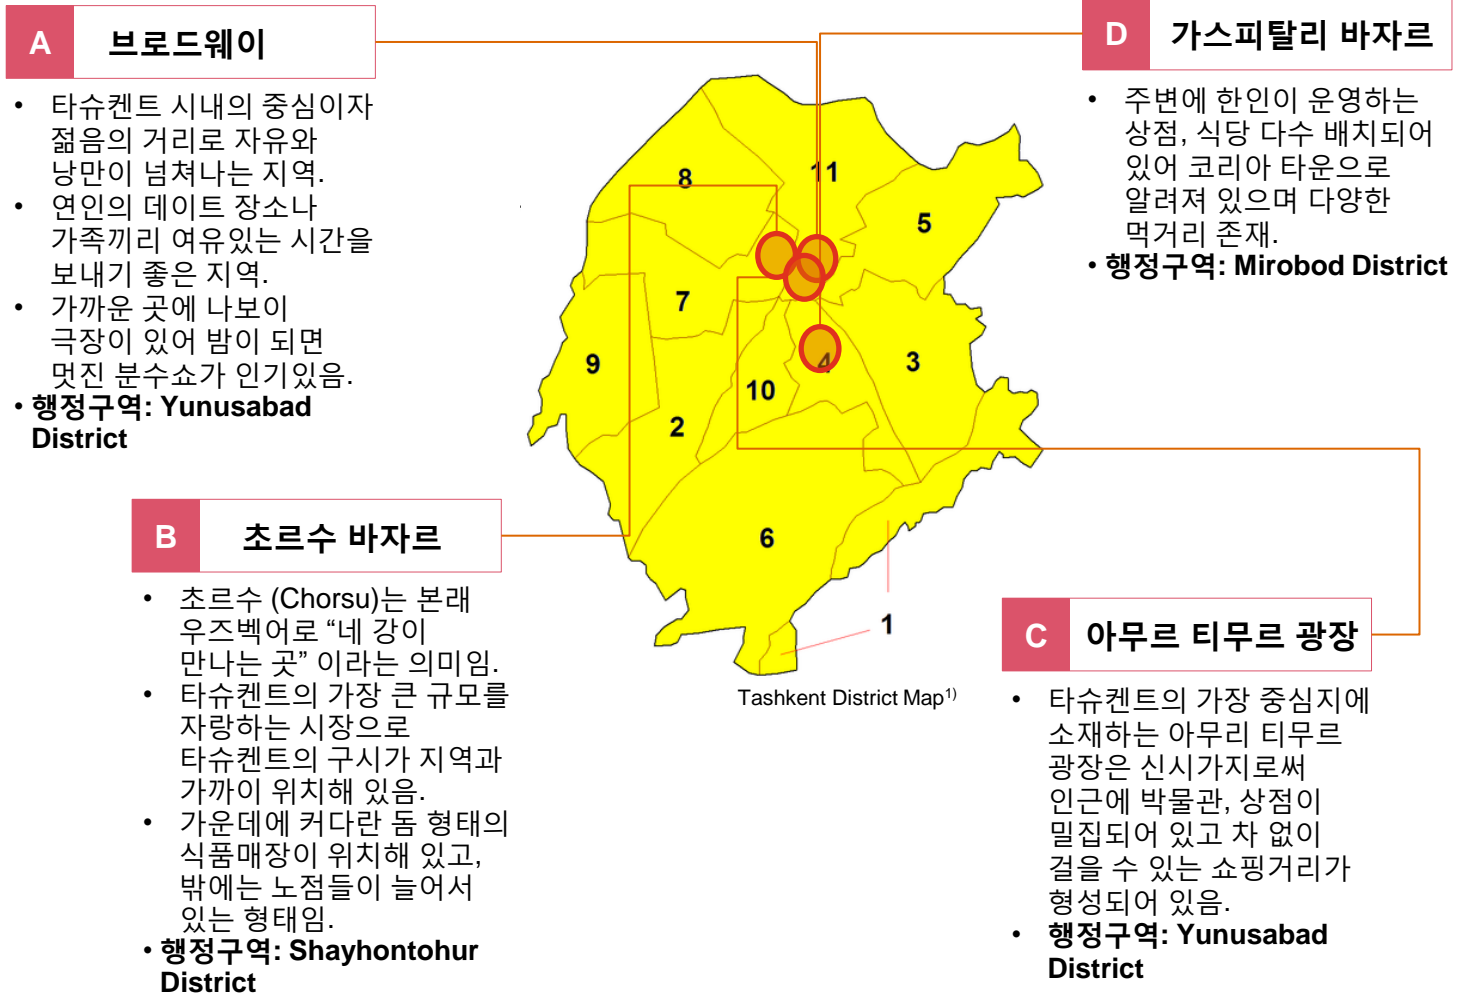 A 브로드웨이
• 타슈켄트 시내의 중심이자
젊음의 거리로 자유와
낭만이 넘쳐나는 지역.
• 연인의 데이트 장소나
가족끼리 여유있는 시간을
보내기 좋은 지역.
• 가까운 곳에 나보이
극장이 있어 밤이 되면
멋진 분수쇼가 인기있음.
• 행정구역: Yunusabad
District
D 가스피탈리 바자르
• 주변에 한인이 운영하는
상점, 식당 다수 배치되어
있어 코리아 타운으로
알려져 있으며 다양한
먹거리 존재.
• 행정구역: Mirobod District
8
11
5
7
9
4
3
10
2
6
1
Tashkent District Map1)
B 초르수 바자르
• 초르수 (Chorsu)는 본래
우즈벡어로 “네 강이
만나는 곳” 이라는 의미임.
• 타슈켄트의 가장 큰 규모를
자랑하는 시장으로
타슈켄트의 구시가 지역과
가까이 위치해 있음.
• 가운데에 커다란 돔 형태의
식품매장이 위치해 있고,
밖에는 노점들이 늘어서
있는 형태임.
• 행정구역: Shayhontohur
District
C 아무르 티무르 광장
• 타슈켄트의 가장 중심지에
소재하는 아무리 티무르
광장은 신시가지로써
인근에 박물관, 상점이
밀집되어 있고 차 없이
걸을 수 있는 쇼핑거리가
형성되어 있음.
• 행정구역: Yunusabad
District